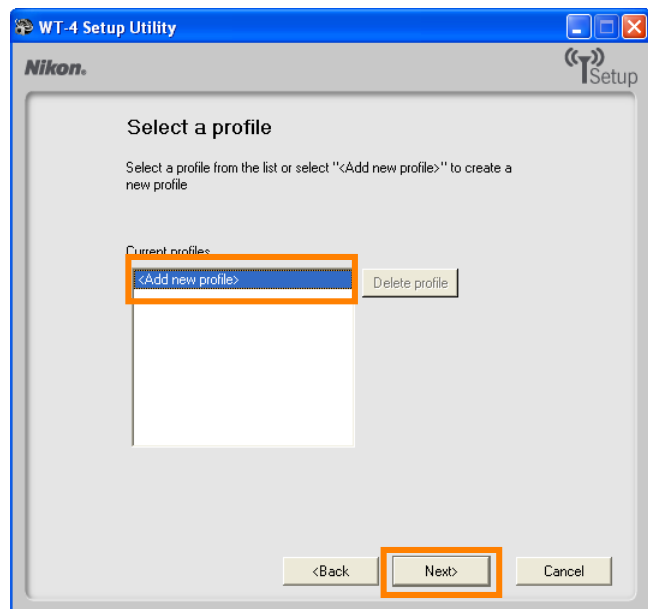 WT-4 Setup Utility
Nikon.
Setup
Select a profile
Select a profile from the list or select "<Add new profile>" to create a
new profile
Current profiles
<Add new profile>
Delete profile
<Back
Next>
Cancel